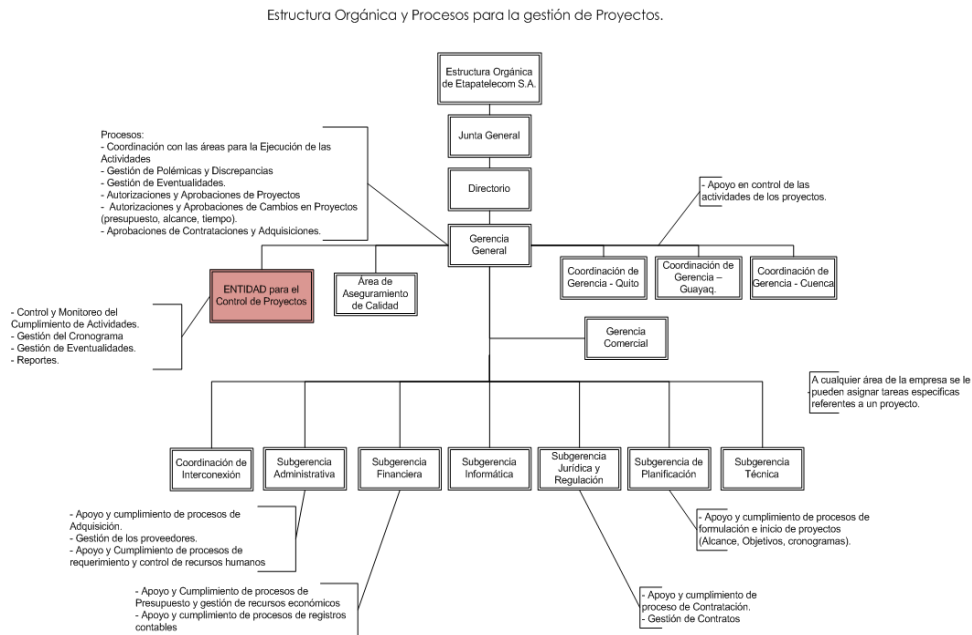 Estructura Orgánica y Procesos para la gestión de Proyectos.
Estructura Orgánica
de Etapatelecom S.A.
Junta General
Directorio
Gerencia
General
Procesos:
- Coordinación con las áreas para la Ejecución de las
Actividades
- Gestión de Polémicas y Discrepancias
- Gestión de Eventualidades.
- Autorizaciones y Aprobaciones de Proyectos
- Autorizaciones y Aprobaciones de Cambios en Proyectos
(presupuesto, alcance, tiempo).
- Aprobaciones de Contrataciones y Adquisiciones.
- Apoyo en control de las
actividades de los proyectos.
ENTIDAD para el
Control de Proyectos
Área de
Aseguramiento
de Calidad
Coordinación de
Gerencia - Quito
Coordinación de
Gerencia –
Guayaq.
Coordinación de
Gerencia - Cuenca
- Control y Monitoreo del
Cumplimiento de Actividades.
- Gestión del Cronograma
- Gestión de Eventualidades.
- Reportes.
Gerencia
Comercial
A cualquier área de la empresa se le
pueden asignar tareas específicas
referentes a un proyecto.
Coordinación de
Interconexión
Subgerencia
Administrativa
Subgerencia
Financiera
Subgerencia
Informática
Subgerencia
Jurídica y
Regulación
Subgerencia de
Planificación
Subgerencia
Técnica
- Apoyo y cumplimiento de procesos de
Adquisición.
- Gestión de los proveedores.
- Apoyo y Cumplimiento de procesos de
requerimiento y control de recursos humanos
- Apoyo y cumplimiento de procesos de
formulación e inicio de proyectos
(Alcance, Objetivos, cronogramas).
- Apoyo y Cumplimiento de procesos de
Presupuesto y gestión de recursos económicos
- Apoyo y cumplimiento de procesos de registros
contables
- Apoyo y cumplimiento de
proceso de Contratación.
- Gestión de Contratos